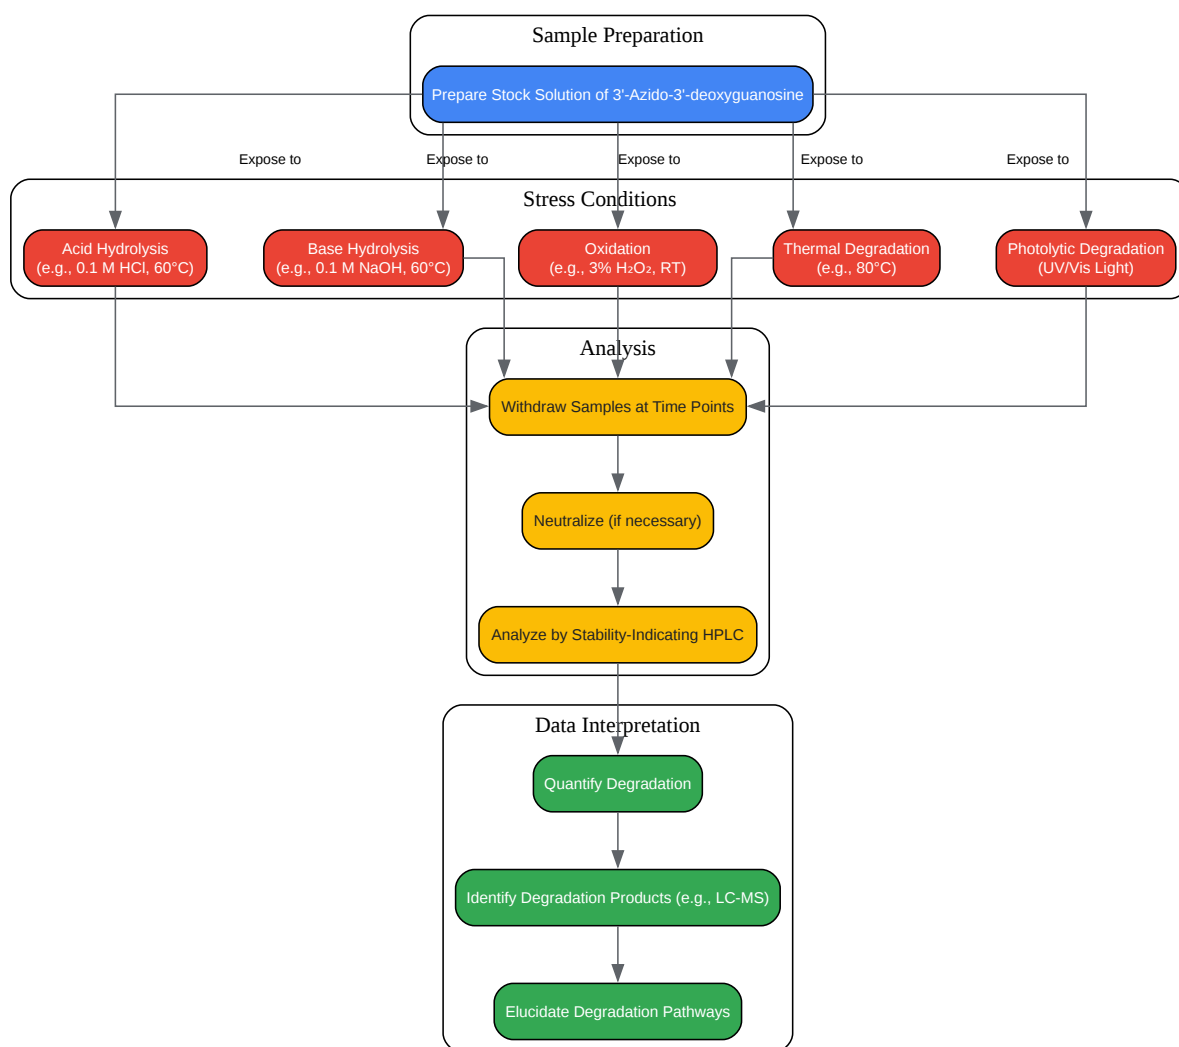 Sample Preparation
Prepare Stock Solution of 3'-Azido-3'-deoxyguanosine
Expose to
Expose to
Expose to
Expose to
Expose to
Stress Conditions
Acid Hydrolysis
(e.g., 0.1 M HCl, 60°C)
Base Hydrolysis
(e.g., 0.1 M NaOH, 60°C)
Oxidation
(e.g., 3% H₂O₂, RT)
Thermal Degradation
(e.g., 80°C)
Photolytic Degradation
(UV/Vis Light)
Analysis
Withdraw Samples at Time Points
Neutralize (if necessary)
Analyze by Stability-Indicating HPLC
Data Interpretation
Quantify Degradation
Identify Degradation Products (e.g., LC-MS)
Elucidate Degradation Pathways